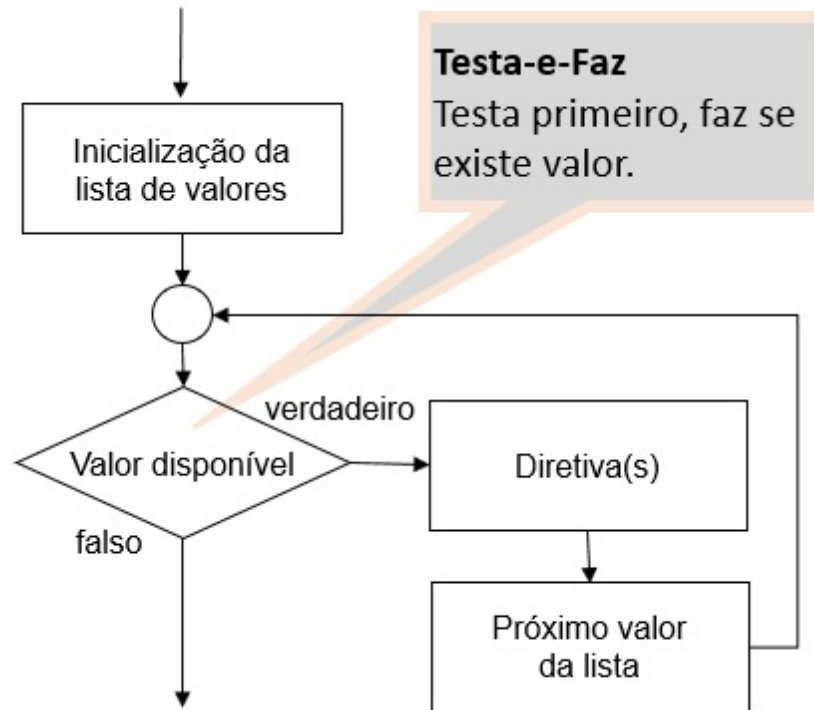 Testa-e-Faz
Testa primeiro, faz se
existe valor.
Inicialização da
lista de valores
verdadeiro
Valor disponível
Diretiva(s)
falso
Próximo valor
da lista